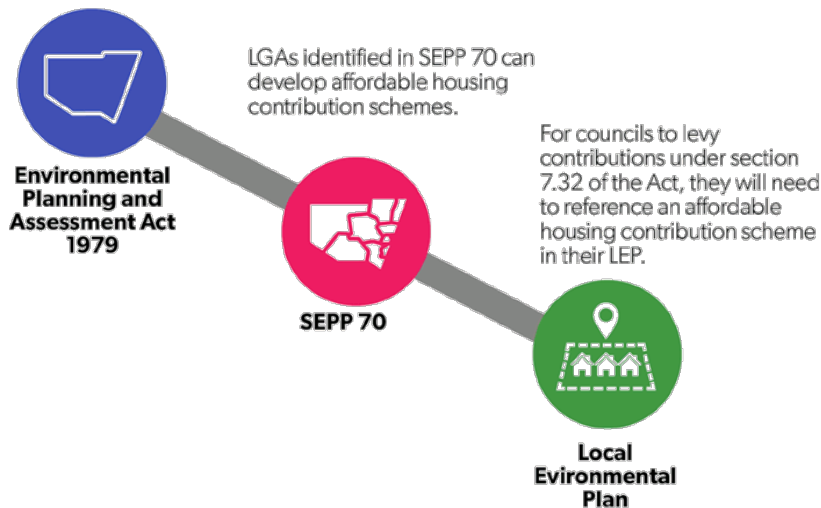 LGAs identified in SEPP 70 can
develop affordable housing
contribution schemes.
Environmental
Planning and
Assessment Act
1979
For councils to levy
contributions under section
7.32 of the Act, they will need
to reference an affordable
housing contribution scheme
in their LEP.
SEPP 70
Local
Evironmental
Plan